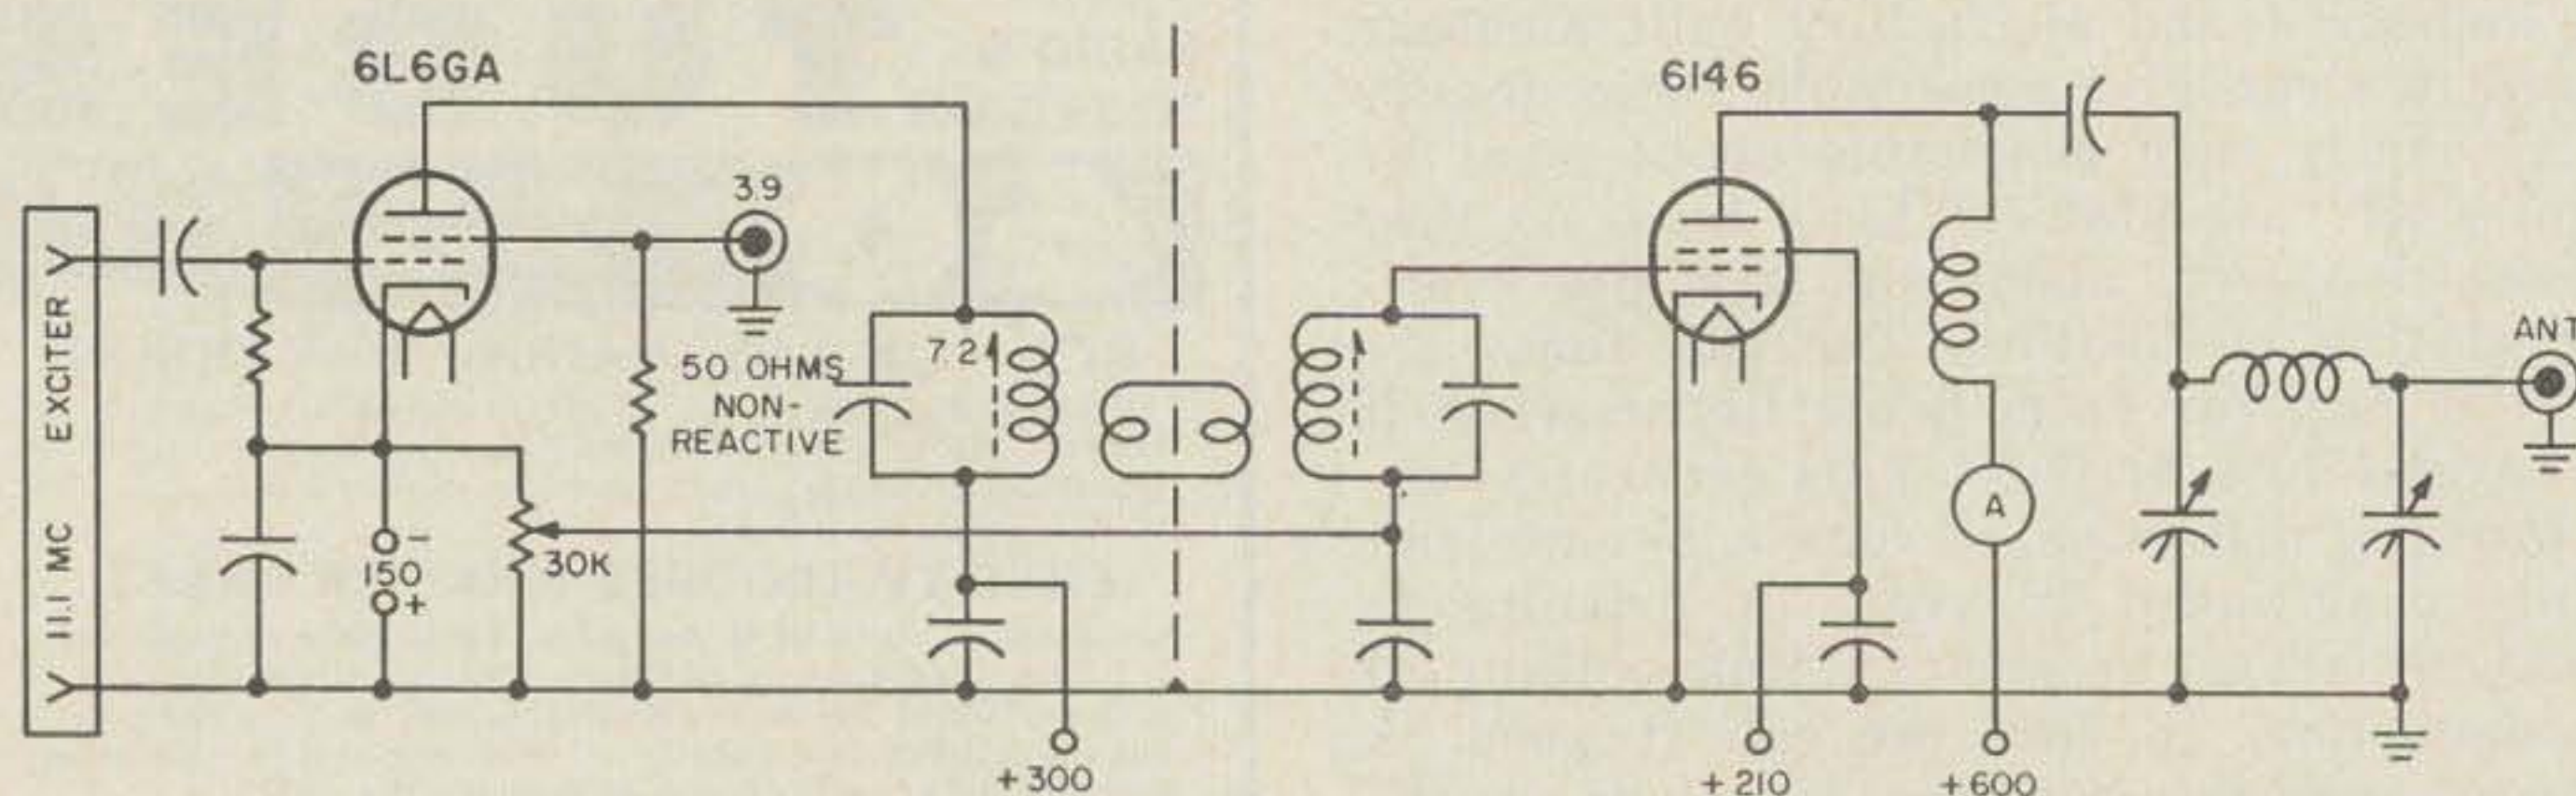 6L6GA
6146
3.9
11.1 MC EXCITER
7.2
50 OHMS
NON-
REACTIVE
ANT
A
-
150
+
30K
+300
+210
+600